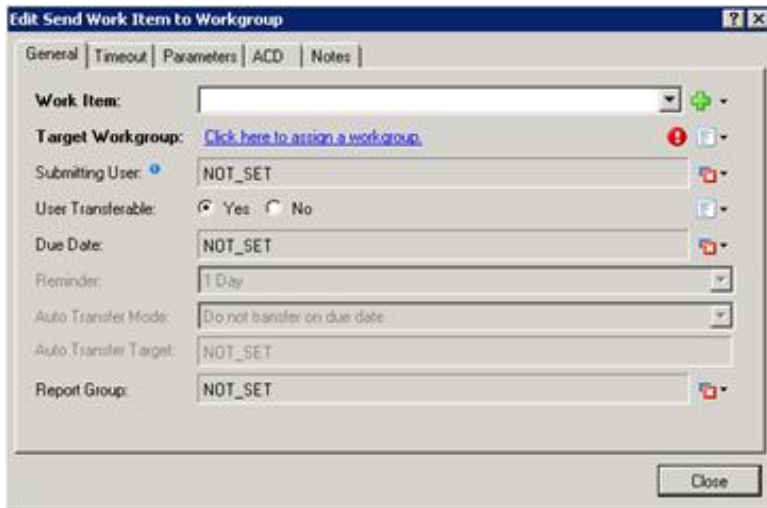 Edit Send Work Item to Workgroup
General Timeout Parameters ACD Notes
Work Item:
Target Workgroup: Click here to assign a workgroup.
Submitting User: NOT_SET
User Transferable: Yes No
Due Date: NOT_SET
Reminder: 1 Day
Auto Transfer Mode: Do not transfer on due date
Auto Transfer Target: NOT_SET
Report Group: NOT_SET
Close